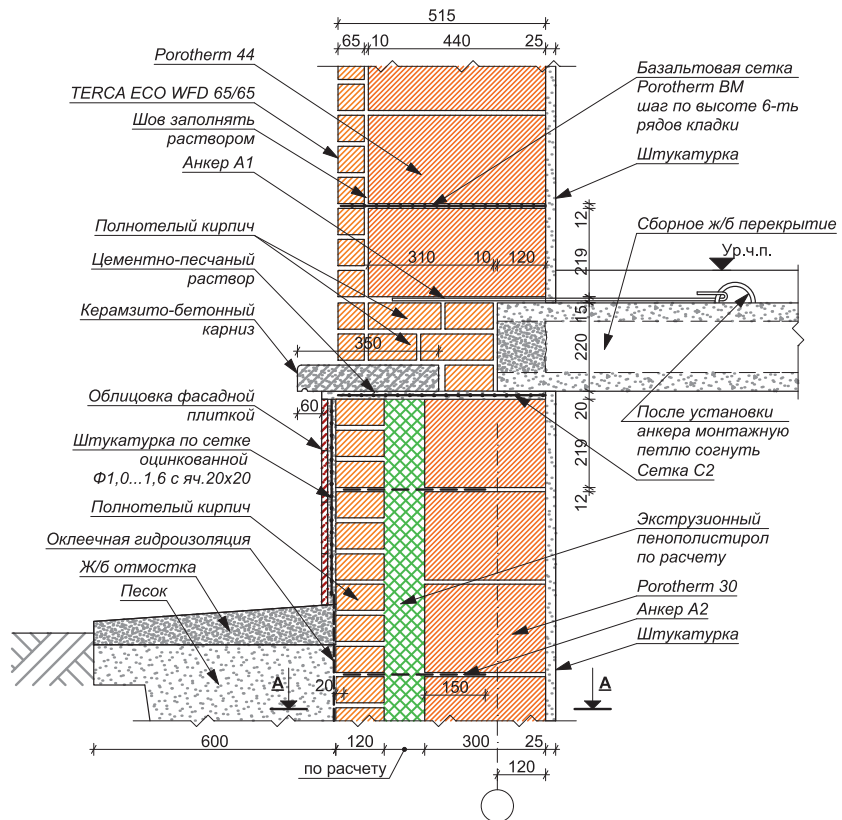 515
65 10 440 25
Porotherm 44
TERCA ECO WFD 65/65
Шов заполнять
раствором
Анкер А1
Полнотелый кирпич
Цементно-песчаный
раствор
Керамзито-бетонный
карниз
Облицовка фасадной
плиткой
Штукатурка по сетке
оцинкованной
Ф1,0...1,6 с яч.20х20
Полнотелый кирпич
Оклеечная гидроизоляция
Ж/б отмостка
Песок
Базальтовая сетка
Porotherm BM
шаг по высоте 6-ть
рядов кладки
Штукатурка
Сборное ж/б перекрытие
Ур.ч.п.
310 10 120
350
60
12
219
15
220
20
219
12
После установки
анкера монтажную
петлю согнуть
Сетка С2
Экструзионный
пенополистирол
по расчету
Porotherm 30
Анкер А2
Штукатурка
А А
20 150
600 120 300 25
по расчету
120